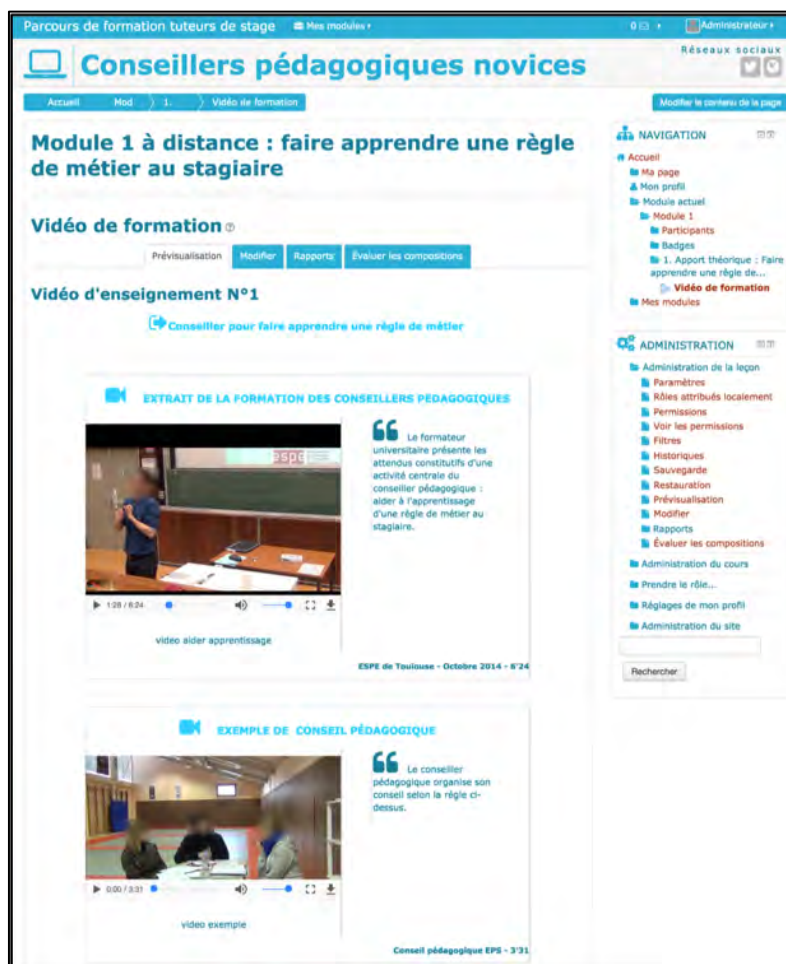 Parcours de formation tuteurs de stage Mes modules
0 Administrateur
Conseillers pédagogiques novices
Réseaux sociaux
Accueil Mod 1. Vidéo de formation
Modifier le contenu de la page
Module 1 à distance : faire apprendre une règle
de métier au stagiaire
Vidéo de formation
Prévisualisation Modifier Rapports Évaluer les compositions
Vidéo d'enseignement N°1
Conseiller pour faire apprendre une règle de métier
EXTRAIT DE LA FORMATION DES CONSEILLERS PÉDAGOGIQUES
espe
Le formateur
universitaire présente les
attendus constitutifs d'une
activité centrale du
conseiller pédagogique :
aider à l'apprentissage
d'une règle de métier au
stagiaire.
1:28 / 6:24
video aider apprentissage
ESPE de Toulouse - Octobre 2014 - 6'24
EXEMPLE DE CONSEIL PÉDAGOGIQUE
Le conseiller
pédagogique organise son
conseil selon la règle ci-
dessus.
0:00 / 3:31
video exemple
Conseil pédagogique EPS - 3'31
NAVIGATION
Accueil
Ma page
Mon profil
Module actuel
Module 1
Participants
Badges
1. Apport théorique : Faire
apprendre une règle de...
Vidéo de formation
Mes modules
ADMINISTRATION
Administration de la leçon
Paramètres
Rôles attribués localement
Permissions
Voir les permissions
Filtres
Historiques
Sauvegarde
Restauration
Prévisualisation
Modifier
Rapports
Évaluer les compositions
Administration du cours
Prendre le rôle...
Réglages de mon profil
Administration du site
Rechercher